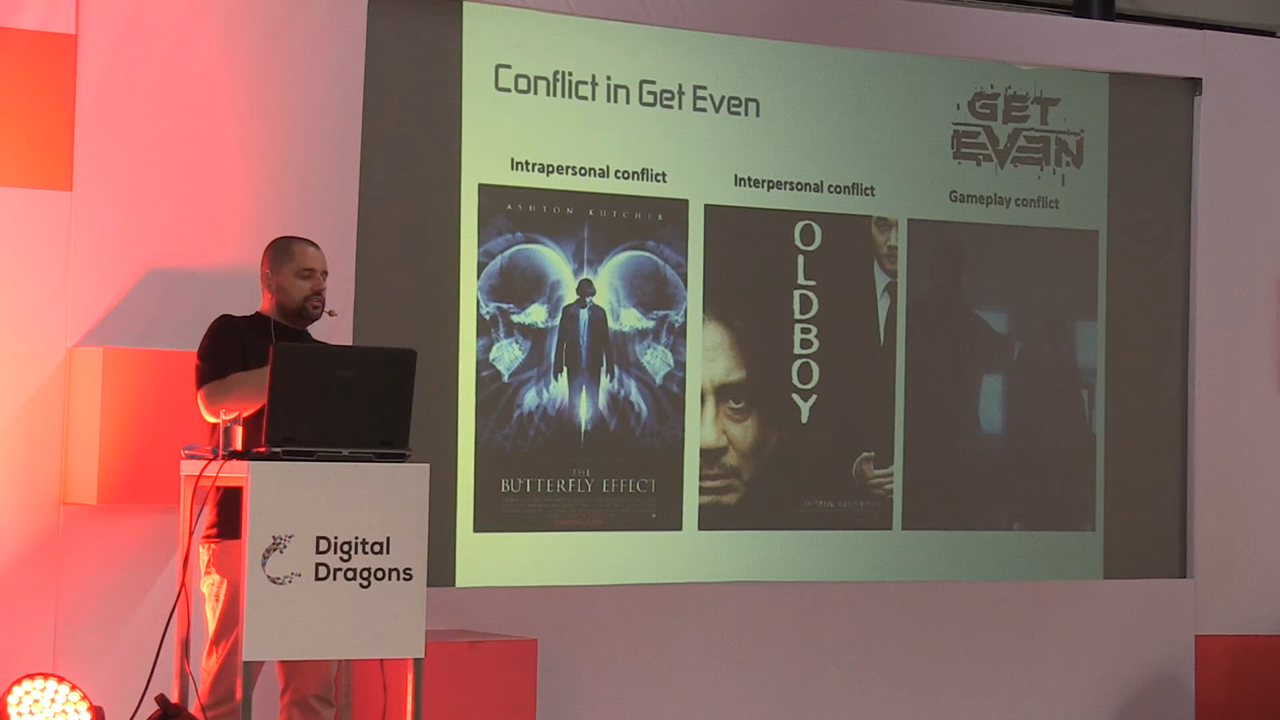 Conflict in Get Even
GET
EVEN
Intrapersonal conflict
Interpersonal conflict
Gameplay conflict
ASHTON KUTCHER
THE
BUTTERFLY EFFECT
OLDBOY
Digital
Dragons